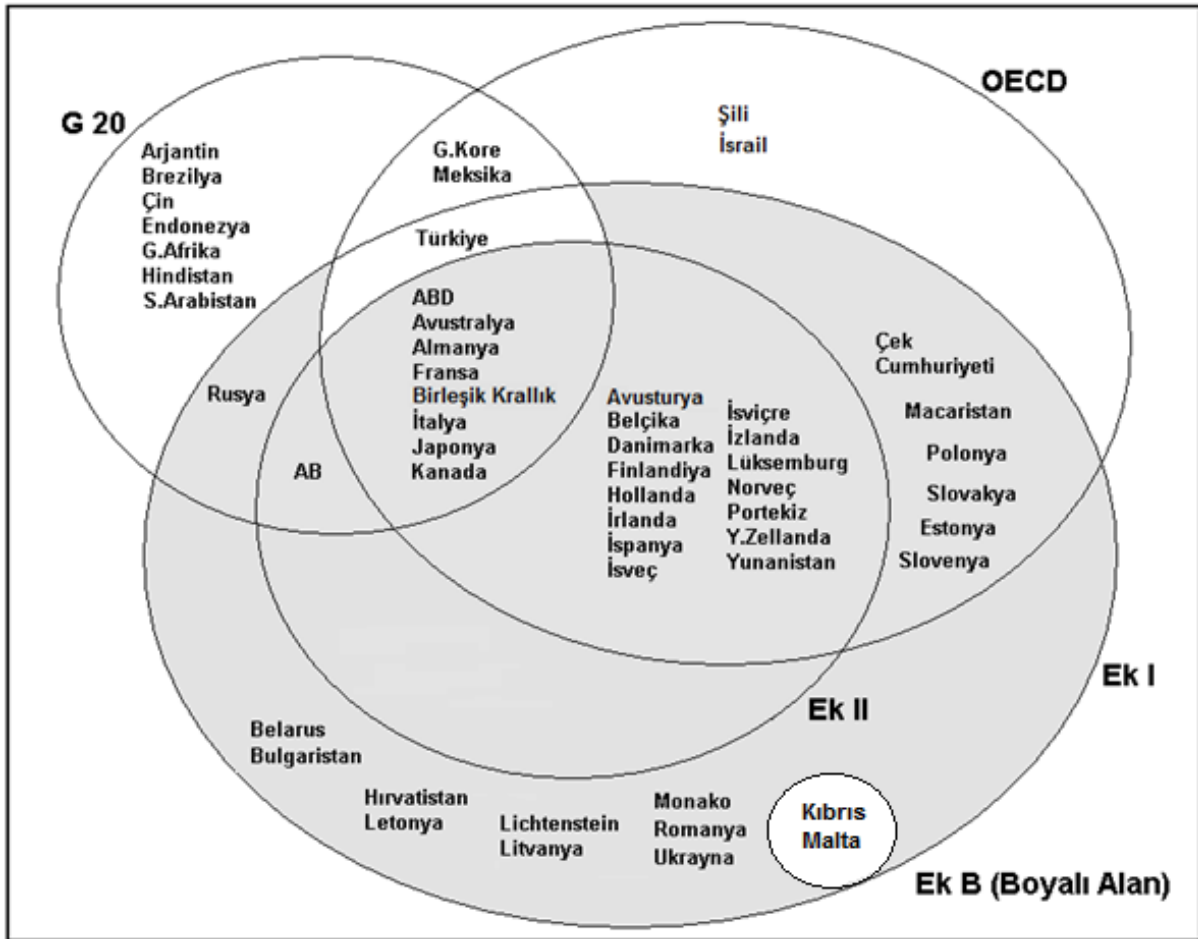 OECD
G 20
Şili
İsrail
Arjantin
Brezilya
Çin
Endonezya
G.Afrika
Hindistan
S.Arabistan
G.Kore
Meksika
Türkiye
ABD
Avustralya
Almanya
Fransa
Birleşik Krallık
İtalya
Japonya
Kanada
Rusya
AB
Avusturya
Belçika
Danimarka
Finlandiya
Hollanda
İrlanda
İspanya
İsveç
İsviçre
İzlanda
Lüksemburg
Norveç
Portekiz
Y.Zellanda
Yunanistan
Çek
Cumhuriyeti
Macaristan
Polonya
Slovakya
Estonya
Slovenya
Ek I
Ek II
Belarus
Bulgaristan
Hırvatistan
Letonya
Lichtenstein
Litvanya
Monako
Romanya
Ukrayna
Kıbrıs
Malta
Ek B (Boyalı Alan)